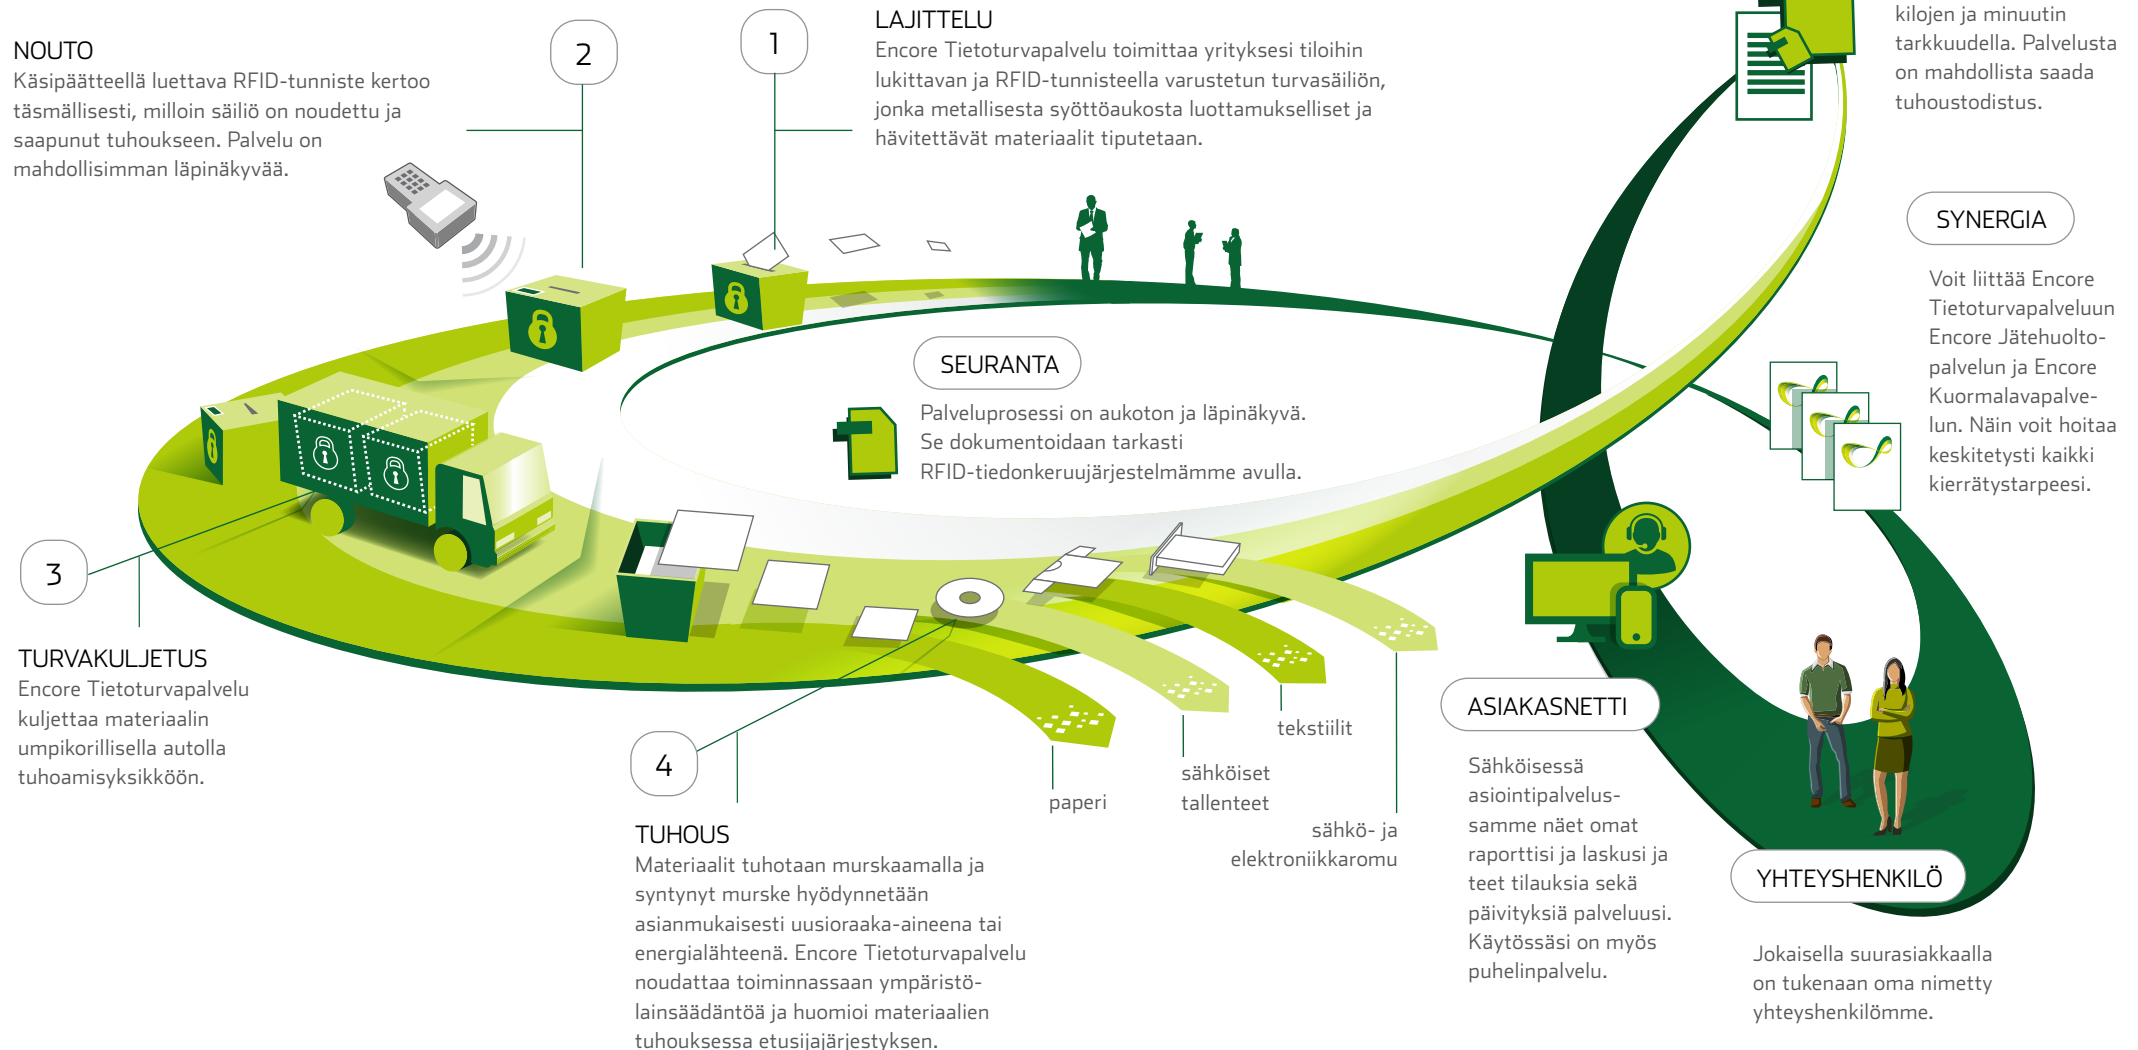 NOUTO
Käsipäätteellä luettava RFID-tunniste kertoo
täsmällisesti, milloin säiliö on noudettu ja
saapunut tuhoukseen. Palvelu on
mahdollisimman läpinäkyvää.
2
1
LAJITTELU
Encore Tietoturvapalvelu toimittaa yrityksesi tiloihin
lukittavan ja RFID-tunnisteella varustetun turvasäiliön,
jonka metallisesta syöttöaukosta luottamukselliset ja
hävitettävät materiaalit tiputetaan.
kilojen ja minuutin
tarkkuudella. Palvelusta
on mahdollista saada
tuhoustodistus.
SYNERGIA
Voit liittää Encore
Tietoturvapalveluun
Encore Jätehuolto-
palvelun ja Encore
Kuormalavapalve-
lun. Näin voit hoitaa
keskitetysti kaikki
kierrätystarpeesi.
SEURANTA
Palveluprosessi on aukoton ja läpinäkyvä.
Se dokumentoidaan tarkasti
RFID-tiedonkeruujärjestelmämme avulla.
3
TURVAKULJETUS
Encore Tietoturvapalvelu
kuljettaa materiaalin
umpikorillisella autolla
tuhoamisyksikköön.
4
TUHOUS
Materiaalit tuhotaan murskaamalla ja
syntynyt murske hyödynnetään
asianmukaisesti uusioraaka-aineena tai
energialähteenä. Encore Tietoturvapalvelu
noudattaa toiminnassaan ympäristö-
lainsäädäntöä ja huomioi materiaalien
tuhouksessa etusijajärjestyksen.
paperi
sähköiset
tallenteet
tekstiilit
sähkö- ja
elektroniikkaromu
ASIAKASNETTI
Sähköisessä
asiointipalvelus-
samme näet omat
raporttisi ja laskusi ja
teet tilauksia sekä
päivityksiä palveluusi.
Käytössäsi on myös
puhelinpalvelu.
YHTEYSHENKILÖ
Jokaisella suurasiakkaalla
on tukenaan oma nimetty
yhteyshenkilömme.